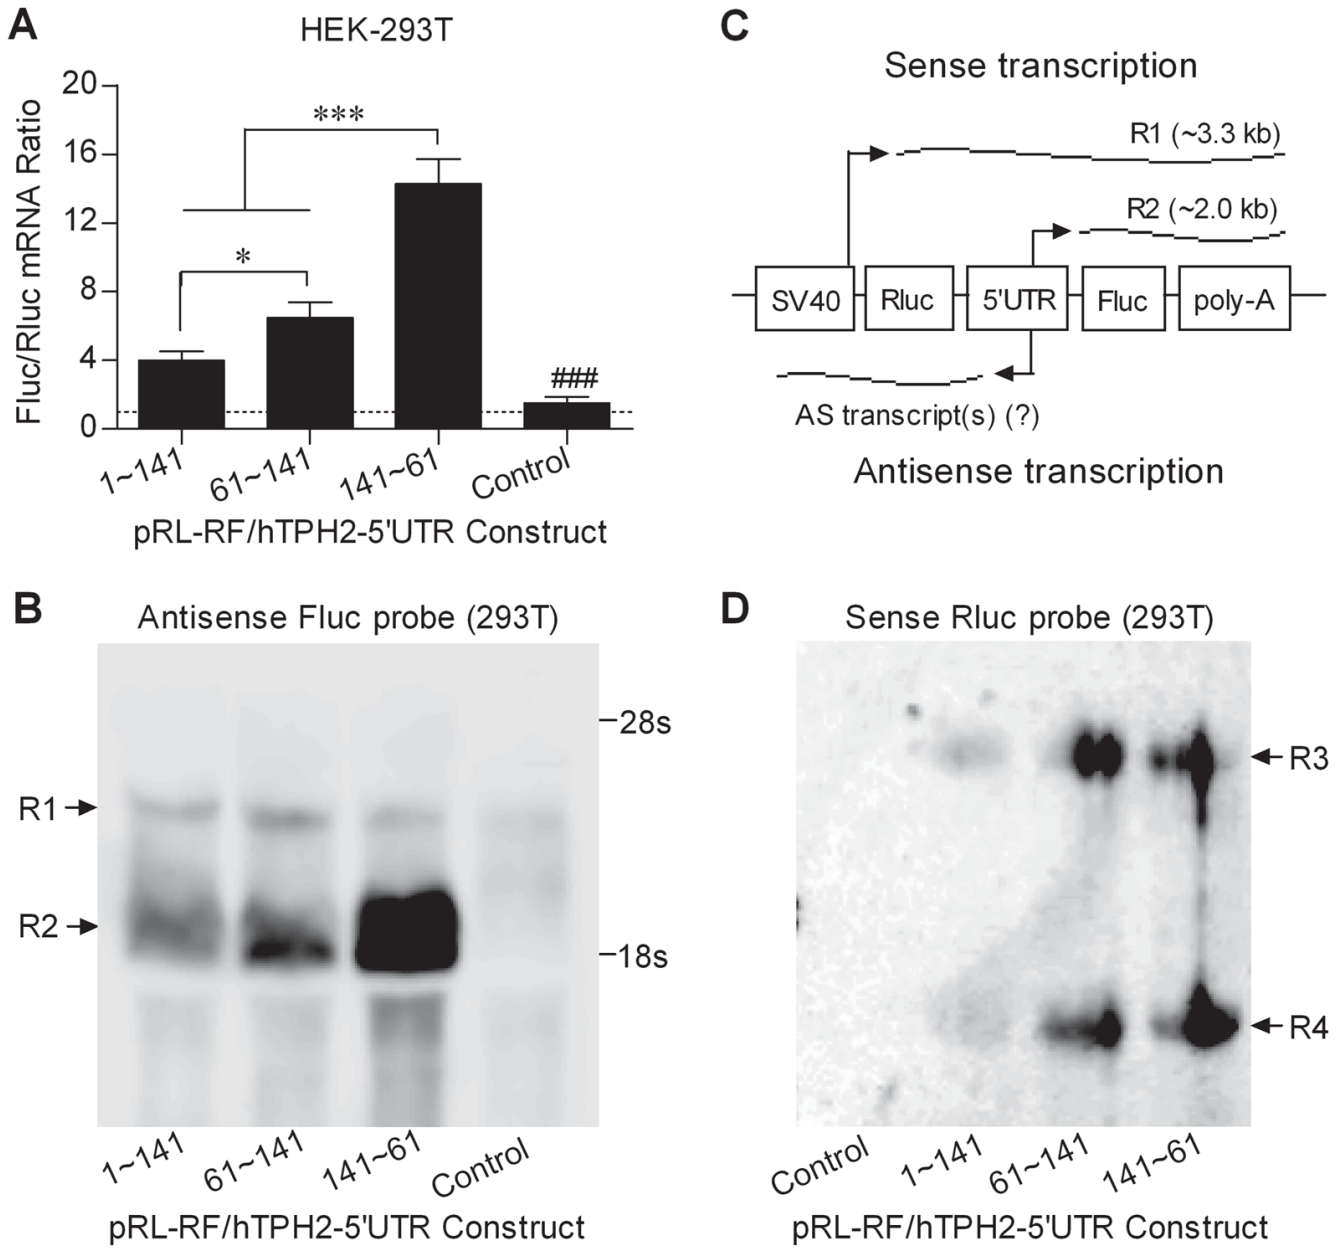 A
HEK-293T
Fluc/Rluc mRNA Ratio
20
16
12
8
4
0
***
*
###
1~141
61~141
141~61
Control
pRL-RF/hTPH2-5'UTR Construct
C
Sense transcription
R1 (~3.3 kb)
R2 (~2.0 kb)
SV40
Rluc
5'UTR
Fluc
poly-A
AS transcript(s) (?)
Antisense transcription
B
Antisense Fluc probe (293T)
R1
R2
28s
18s
1~141
61~141
141~61
Control
pRL-RF/hTPH2-5'UTR Construct
D
Sense Rluc probe (293T)
R3
R4
Control
1~141
61~141
141~61
pRL-RF/hTPH2-5'UTR Construct